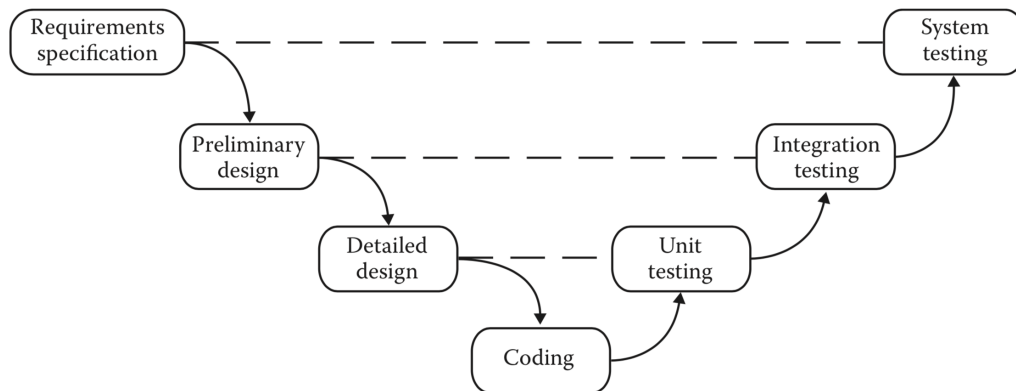 Requirements
specification
System
testing
Preliminary
design
Integration
testing
Detailed
design
Unit
testing
Coding